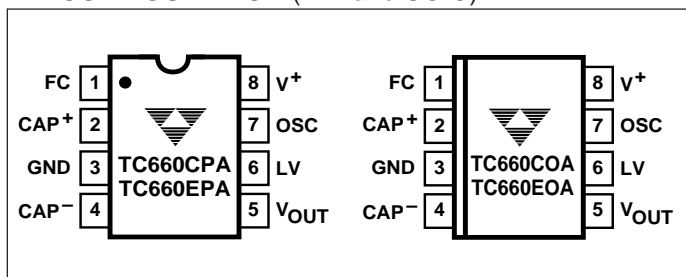 FC 1 8 V+
CAP+ 2 7 OSC
GND 3 TC660CPA 6 LV
TC660EPA
CAP− 4 5 VOUT
FC 1 8 V+
CAP+ 2 7 OSC
GND 3 TC660COA 6 LV
TC660EOA
CAP− 4 5 VOUT